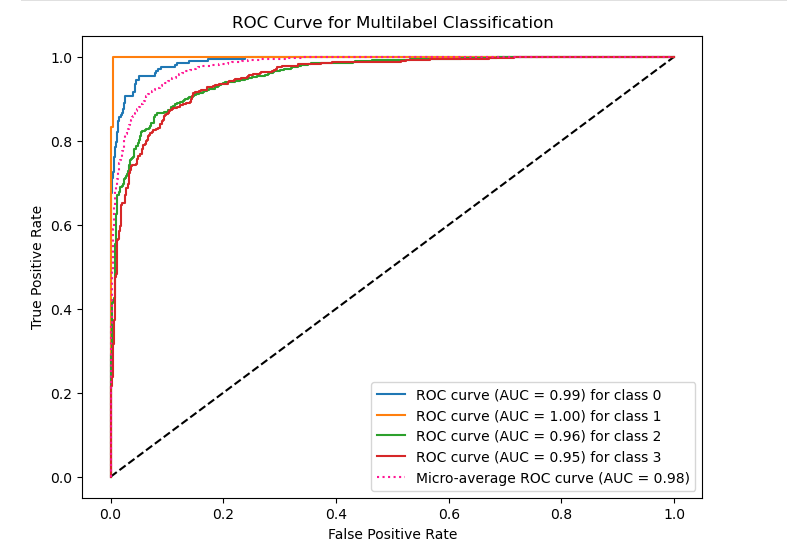 ROC Curve for Multilabel Classification
1.0
0.8
0.6
0.4
0.2
0.0
True Positive Rate
ROC curve (AUC = 0.99) for class 0
ROC curve (AUC = 1.00) for class 1
ROC curve (AUC = 0.96) for class 2
ROC curve (AUC = 0.95) for class 3
Micro-average ROC curve (AUC = 0.98)
0.0 0.2 0.4 0.6 0.8 1.0
False Positive Rate